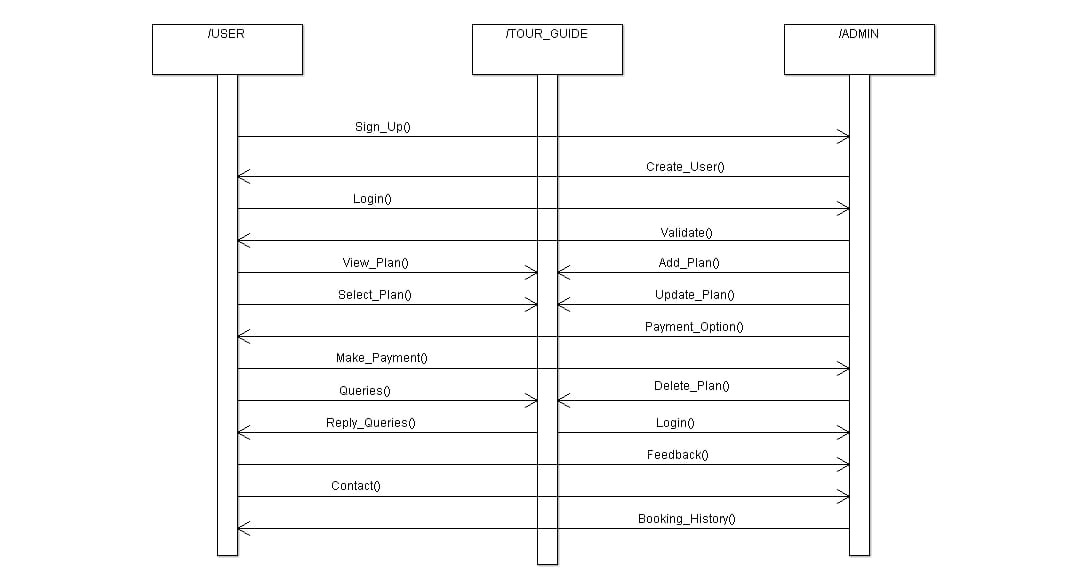 /USER
/TOUR_GUIDE
/ADMIN
Sign_Up()
Create_User()
Login()
Validate()
View_Plan()
Add_Plan()
Select_Plan()
Update_Plan()
Payment_Option()
Make_Payment()
Delete_Plan()
Queries()
Reply_Queries()
Login()
Feedback()
Contact()
Booking_History()